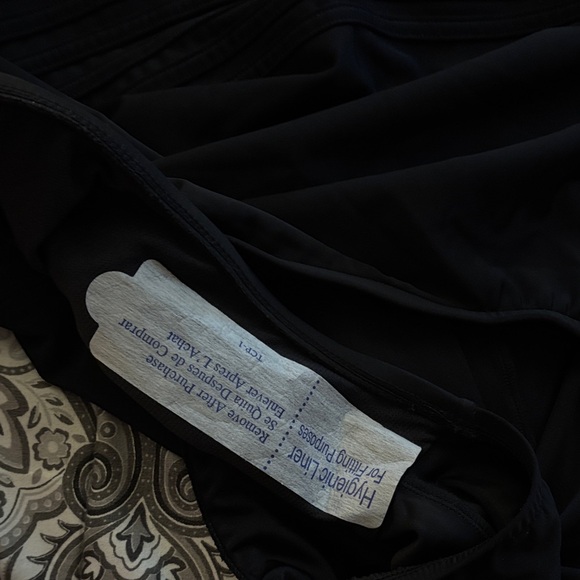 Hygienic Liner
For Fitting Purposes
Remove After Purchase
Se Quita Despues de Comprar
Enlever Apres L'Achat
TCP-1